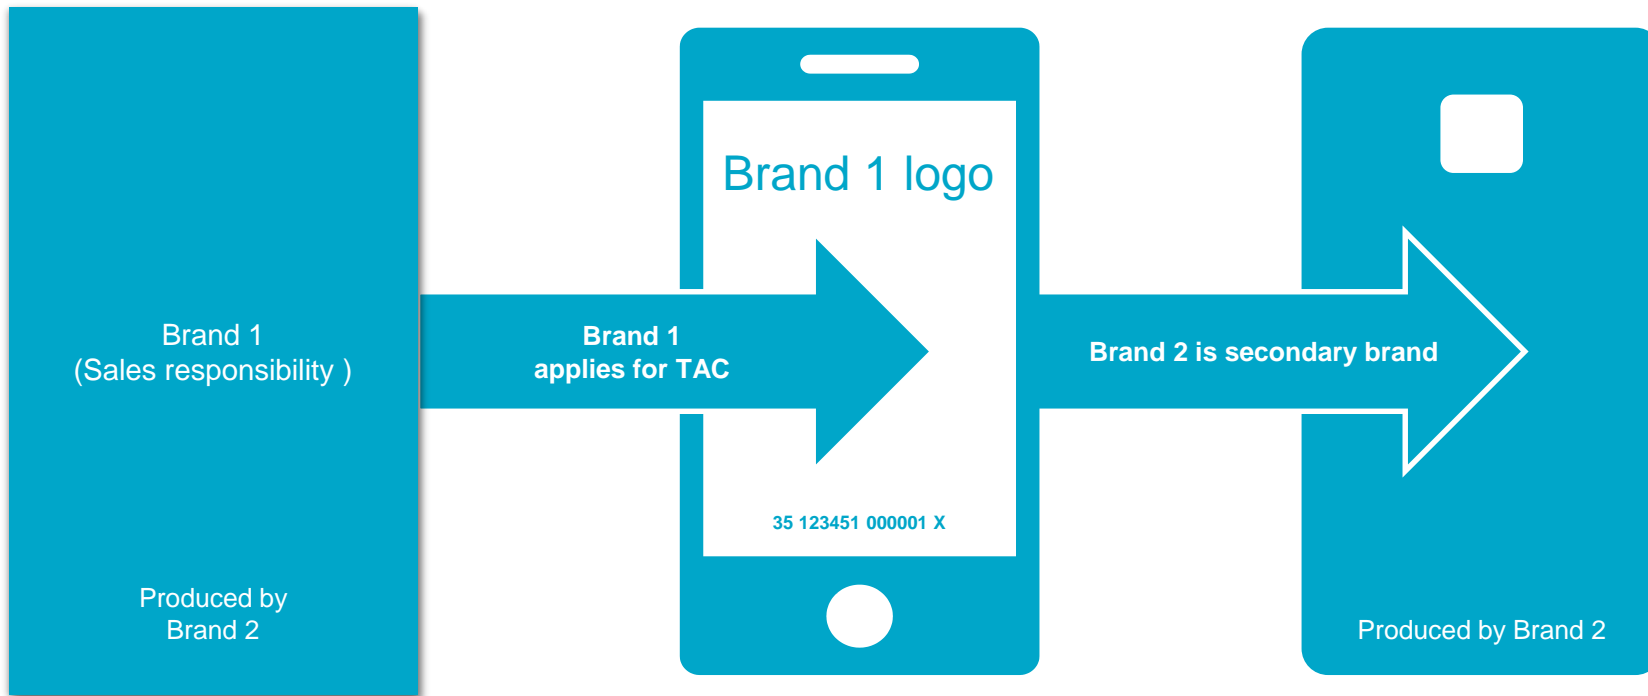 Brand 1
(Sales responsibility )
Produced by
Brand 2
Brand 1
applies for TAC
Brand 1 logo
35 123451 000001 X
Brand 2 is secondary brand
Produced by Brand 2